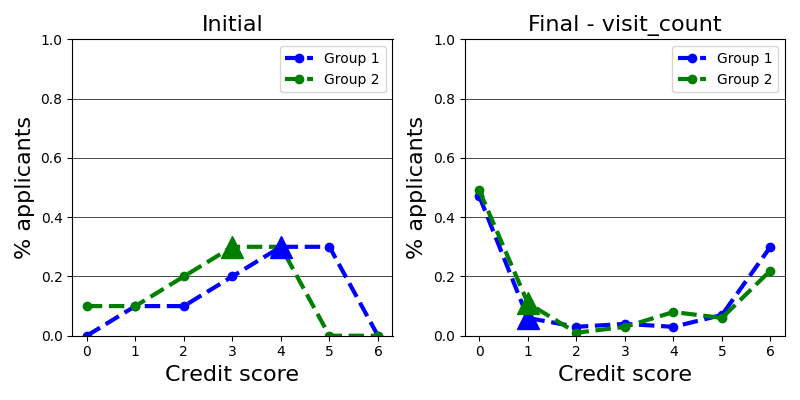 Initial
Final - visit_count
1.0
0.8
0.6
0.4
0.2
0.0
% applicants
Group 1
Group 2
0 1 2 3 4 5 6
Credit score
1.0
0.8
0.6
0.4
0.2
0.0
% applicants
Group 1
Group 2
0 1 2 3 4 5 6
Credit score